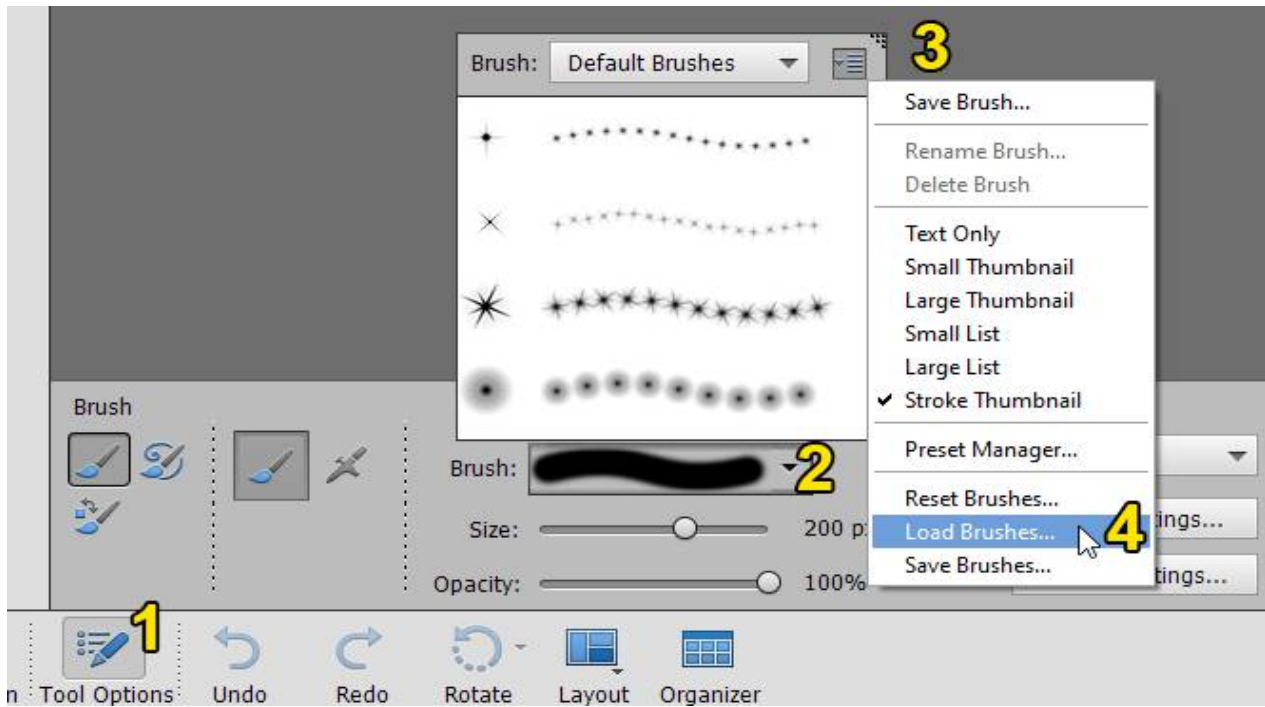 Brush: Default Brushes
3
Save Brush...
Rename Brush...
Delete Brush
Text Only
Small Thumbnail
Large Thumbnail
Small List
Large List
Stroke Thumbnail
Preset Manager...
Reset Brushes...
Load Brushes...
4
Save Brushes...
Brush
Brush:
2
Size: 200 p
Opacity: 100%
ings...
tings...
1
n Tool Options Undo Redo Rotate Layout Organizer